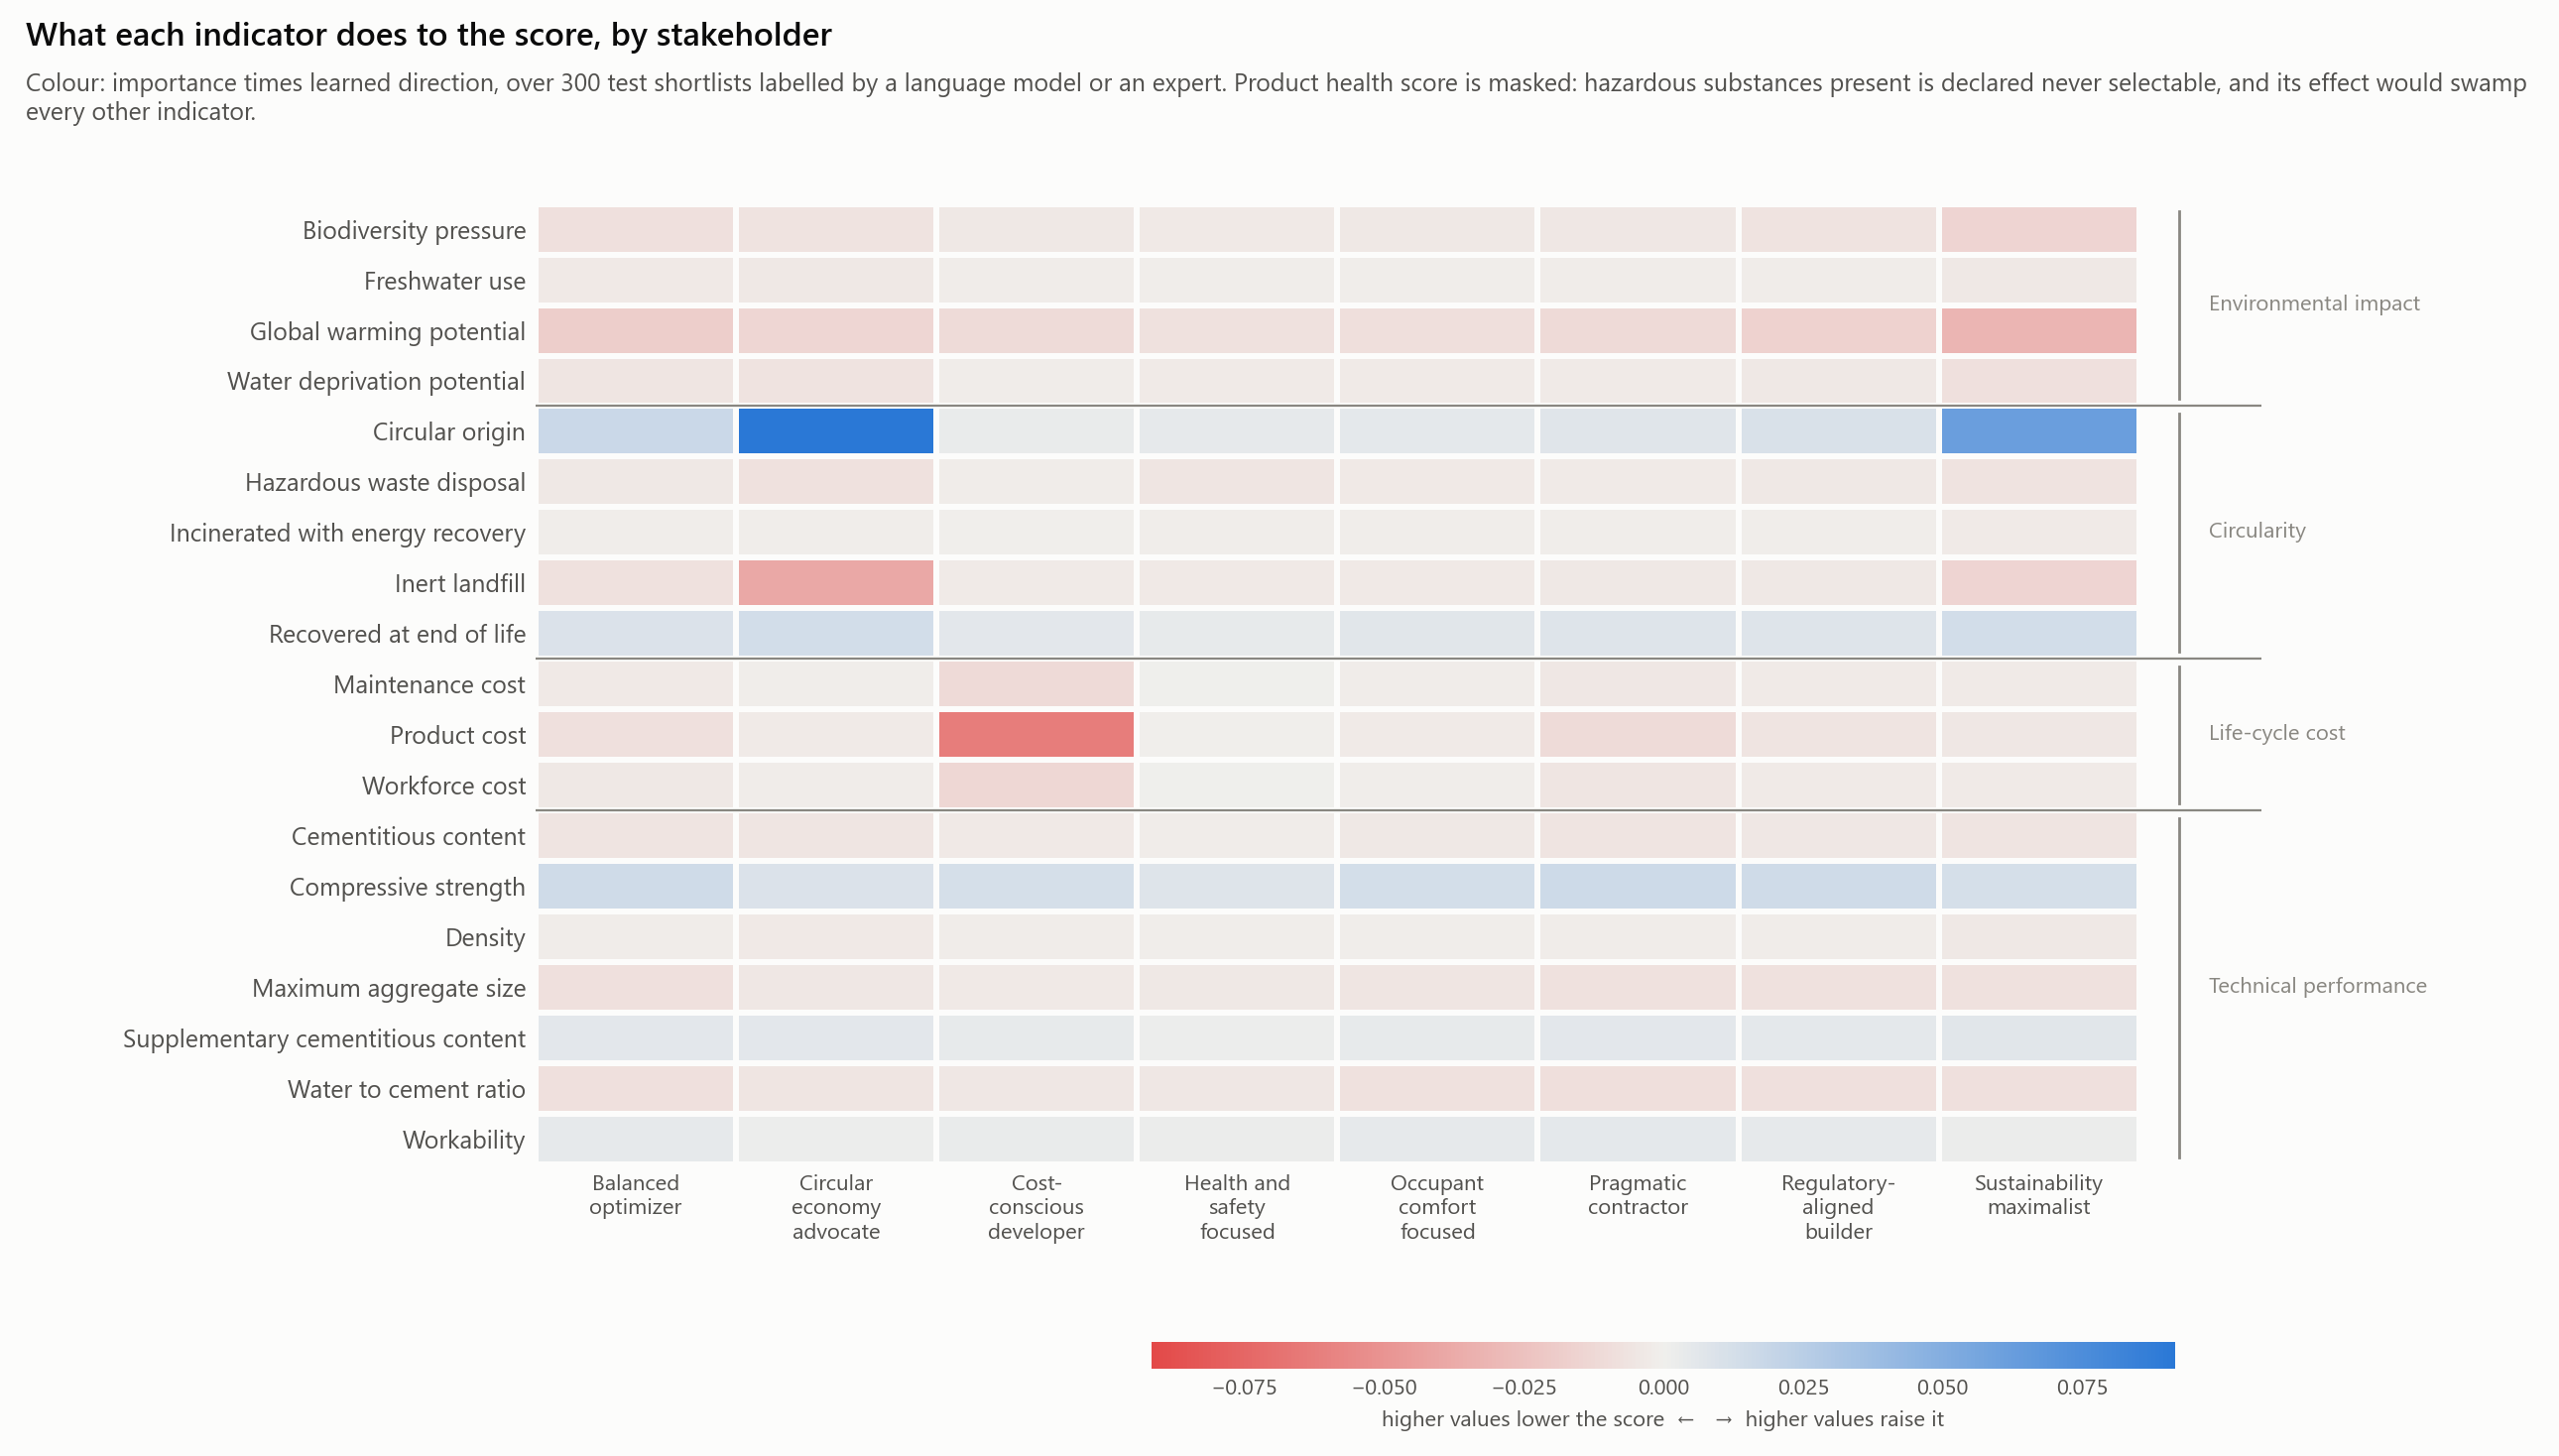 What each indicator does to the score, by stakeholder
Colour: importance times learned direction, over 300 test shortlists labelled by a language model or an expert. Product health score is masked: hazardous substances present is declared never selectable, and its effect would swamp
every other indicator.
Biodiversity pressure
Freshwater use
Global warming potential
Water deprivation potential
Environmental impact
Circular origin
Hazardous waste disposal
Incinerated with energy recovery
Inert landfill
Recovered at end of life
Circularity
Maintenance cost
Product cost
Workforce cost
Life-cycle cost
Cementitious content
Compressive strength
Density
Maximum aggregate size
Supplementary cementitious content
Water to cement ratio
Workability
Technical performance
Balanced
optimizer
Circular
economy
advocate
Cost-
conscious
developer
Health and
safety
focused
Occupant
comfort
focused
Pragmatic
contractor
Regulatory-
aligned
builder
Sustainability
maximalist
−0.075 −0.050 −0.025 0.000 0.025 0.050 0.075
higher values lower the score ← → higher values raise it